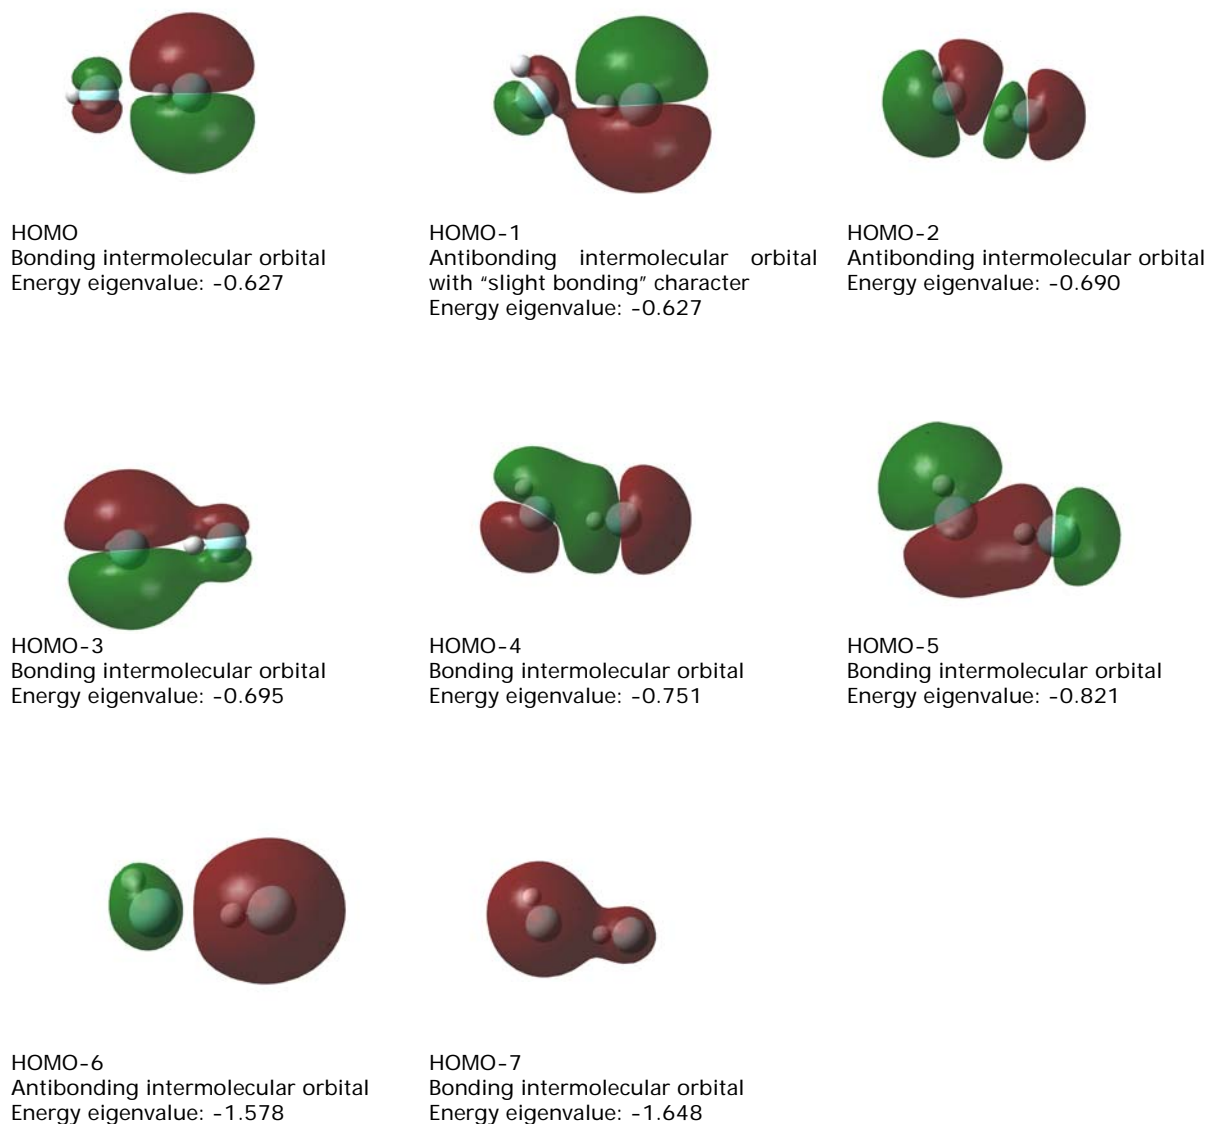 HOMO
Bonding intermolecular orbital
Energy eigenvalue: -0.627
HOMO-1
Antibonding intermolecular orbital
with "slight bonding" character
Energy eigenvalue: -0.627
HOMO-2
Antibonding intermolecular orbital
Energy eigenvalue: -0.690
HOMO-3
Bonding intermolecular orbital
Energy eigenvalue: -0.695
HOMO-4
Bonding intermolecular orbital
Energy eigenvalue: -0.751
HOMO-5
Bonding intermolecular orbital
Energy eigenvalue: -0.821
HOMO-6
Antibonding intermolecular orbital
Energy eigenvalue: -1.578
HOMO-7
Bonding intermolecular orbital
Energy eigenvalue: -1.648